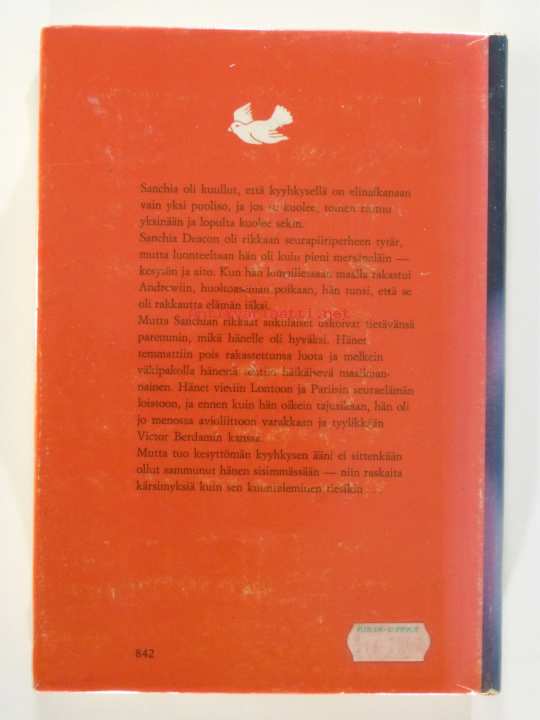 Sanchia oli kuullut, että kyyhkysellä on elinaikanaan
vain yksi puoliso, ja jos se kuolee, toinen riutuu
yksinään ja lopulta kuolee sekin.
Sanchia Deacon oli rikkaan seurapiiriperheen tytär,
mutta luonteeltaan hän oli kuin pieni metsäneläin —
kesytön ja aito. Kun hän lomaillessaan maalla rakastui
Andrewiin, huoltoaseman poikaan, hän tunsi, että se
oli rakkautta elämän iäksi.
Mutta Sanchian rikkaat sukulaiset uskoivat tietävänsä
paremmin, mikä hänelle oli hyväksi. Hänet
temmattiin pois rakastettunsa luota ja melkein
väkipakolla hänestä tehtiin häikäisevä maailman-
nainen. Hänet vietiin Lontoon ja Pariisin seuraelämän
loistoon, ja ennen kuin hän oikein tajusikaan, hän oli
jo menossa avioliittoon varakkaan ja tyylikkään
Victor Berdamin kanssa.
Mutta tuo kesyttömän kyyhkysen ääni ei sittenkään
ollut sammunut hänen sisimmässään — niin raskaita
kärsimyksiä kuin sen kuunteleminen tiesikin
842